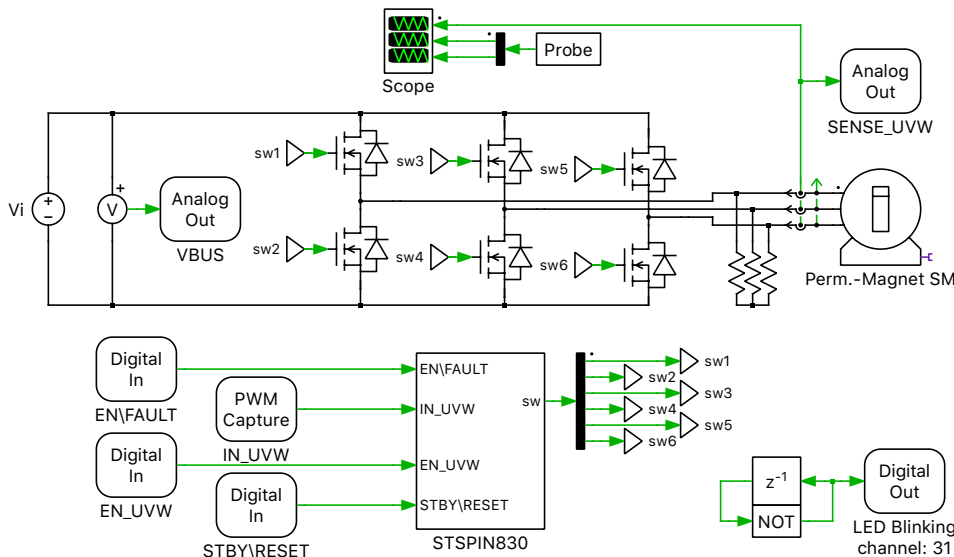 Scope
Probe
Analog
Out
SENSE_UVW
sw1
sw3
sw5
Vi
+
−
+
V
Analog
Out
VBUS
sw2
sw4
sw6
Perm.-Magnet SM
Digital
In
EN\FAULT
PWM
Capture
IN_UVW
Digital
In
EN_UVW
Digital
In
STBY\RESET
EN\FAULT
IN_UVW
EN_UVW
STBY\RESET
sw
STSPIN830
sw1
sw2
sw3
sw4
sw5
sw6
z⁻¹
NOT
Digital
Out
LED Blinking
channel: 31